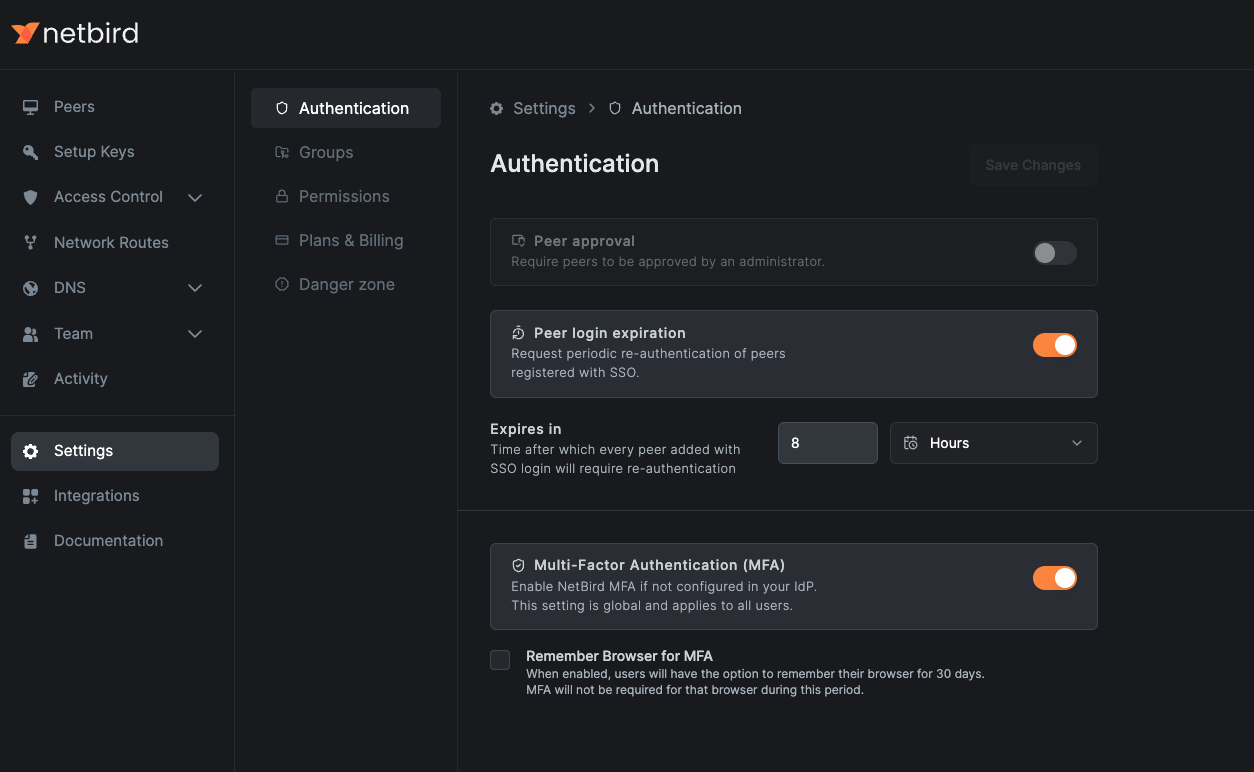 netbird
Peers
Setup Keys
Access Control
Network Routes
DNS
Team
Activity
Settings
Integrations
Documentation
Authentication
Groups
Permissions
Plans & Billing
Danger zone
Settings > Authentication
Authentication
Save Changes
Peer approval
Require peers to be approved by an administrator.
Peer login expiration
Request periodic re-authentication of peers
registered with SSO.
Expires in
Time after which every peer added with
SSO login will require re-authentication
8
Hours
Multi-Factor Authentication (MFA)
Enable NetBird MFA if not configured in your IdP.
This setting is global and applies to all users.
Remember Browser for MFA
When enabled, users will have the option to remember their browser for 30 days.
MFA will not be required for that browser during this period.